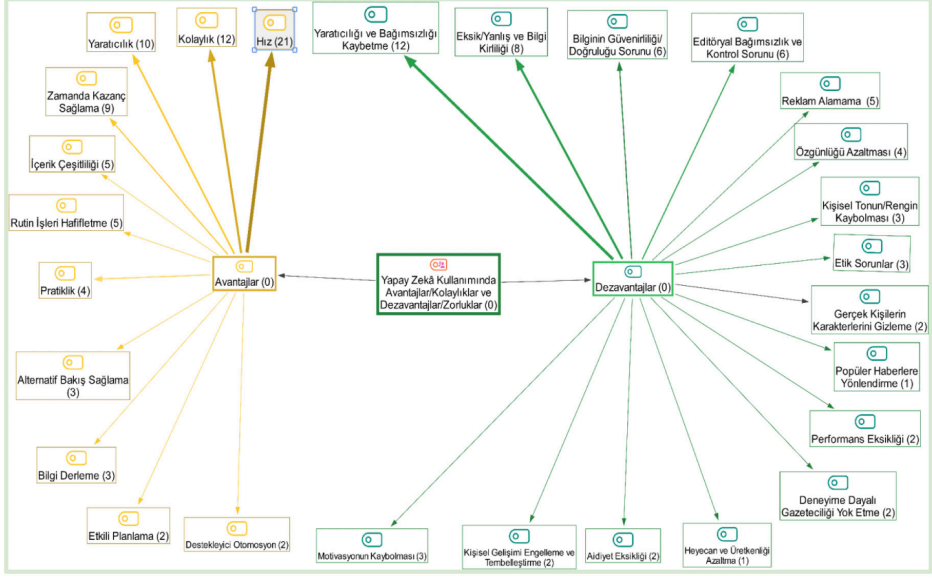 Yaratıcılık (10)
Kolaylık (12)
Hız (21)
Yaratıcılığı ve Bağımsızlığı
Kaybetme (12)
Eksik/Yanlış ve Bilgi
Kirliliği (8)
Bilginin Güvenirliliği/
Doğruluğu Sorunu (6)
Editöryal Bağımsızlık ve
Kontrol Sorunu (6)
Zamanda Kazanç
Sağlama (9)
Reklam Alamama (5)
İçerik Çeşitliliği (5)
Özgünlüğü Azaltması (4)
Rutin İşleri Hafifletme (5)
Kişisel Tonun/Rengin
Kaybolması (3)
Etik Sorunlar (3)
Pratiklik (4)
Avantajlar (0)
Yapay Zekâ Kullanımında
Avantajlar/Kolaylıklar ve
Dezavantajlar/Zorluklar (0)
Dezavantajlar (0)
Gerçek Kişilerin
Karakterlerini Gizleme (2)
Alternatif Bakış Sağlama
(3)
Popüler Haberlere
Yönlendirme (1)
Performans Eksikliği (2)
Bilgi Derleme (3)
Deneyime Dayalı
Gazeteciliği Yok Etme (2)
Etkili Planlama (2)
Destekleyici Otomosyon (2)
Motivasyonun Kaybolması (3)
Kişisel Gelişimi Engelleme ve
Tembelleştirme (2)
Aidiyet Eksikliği (2)
Heyecan ve Üretkenliği
Azaltma (1)